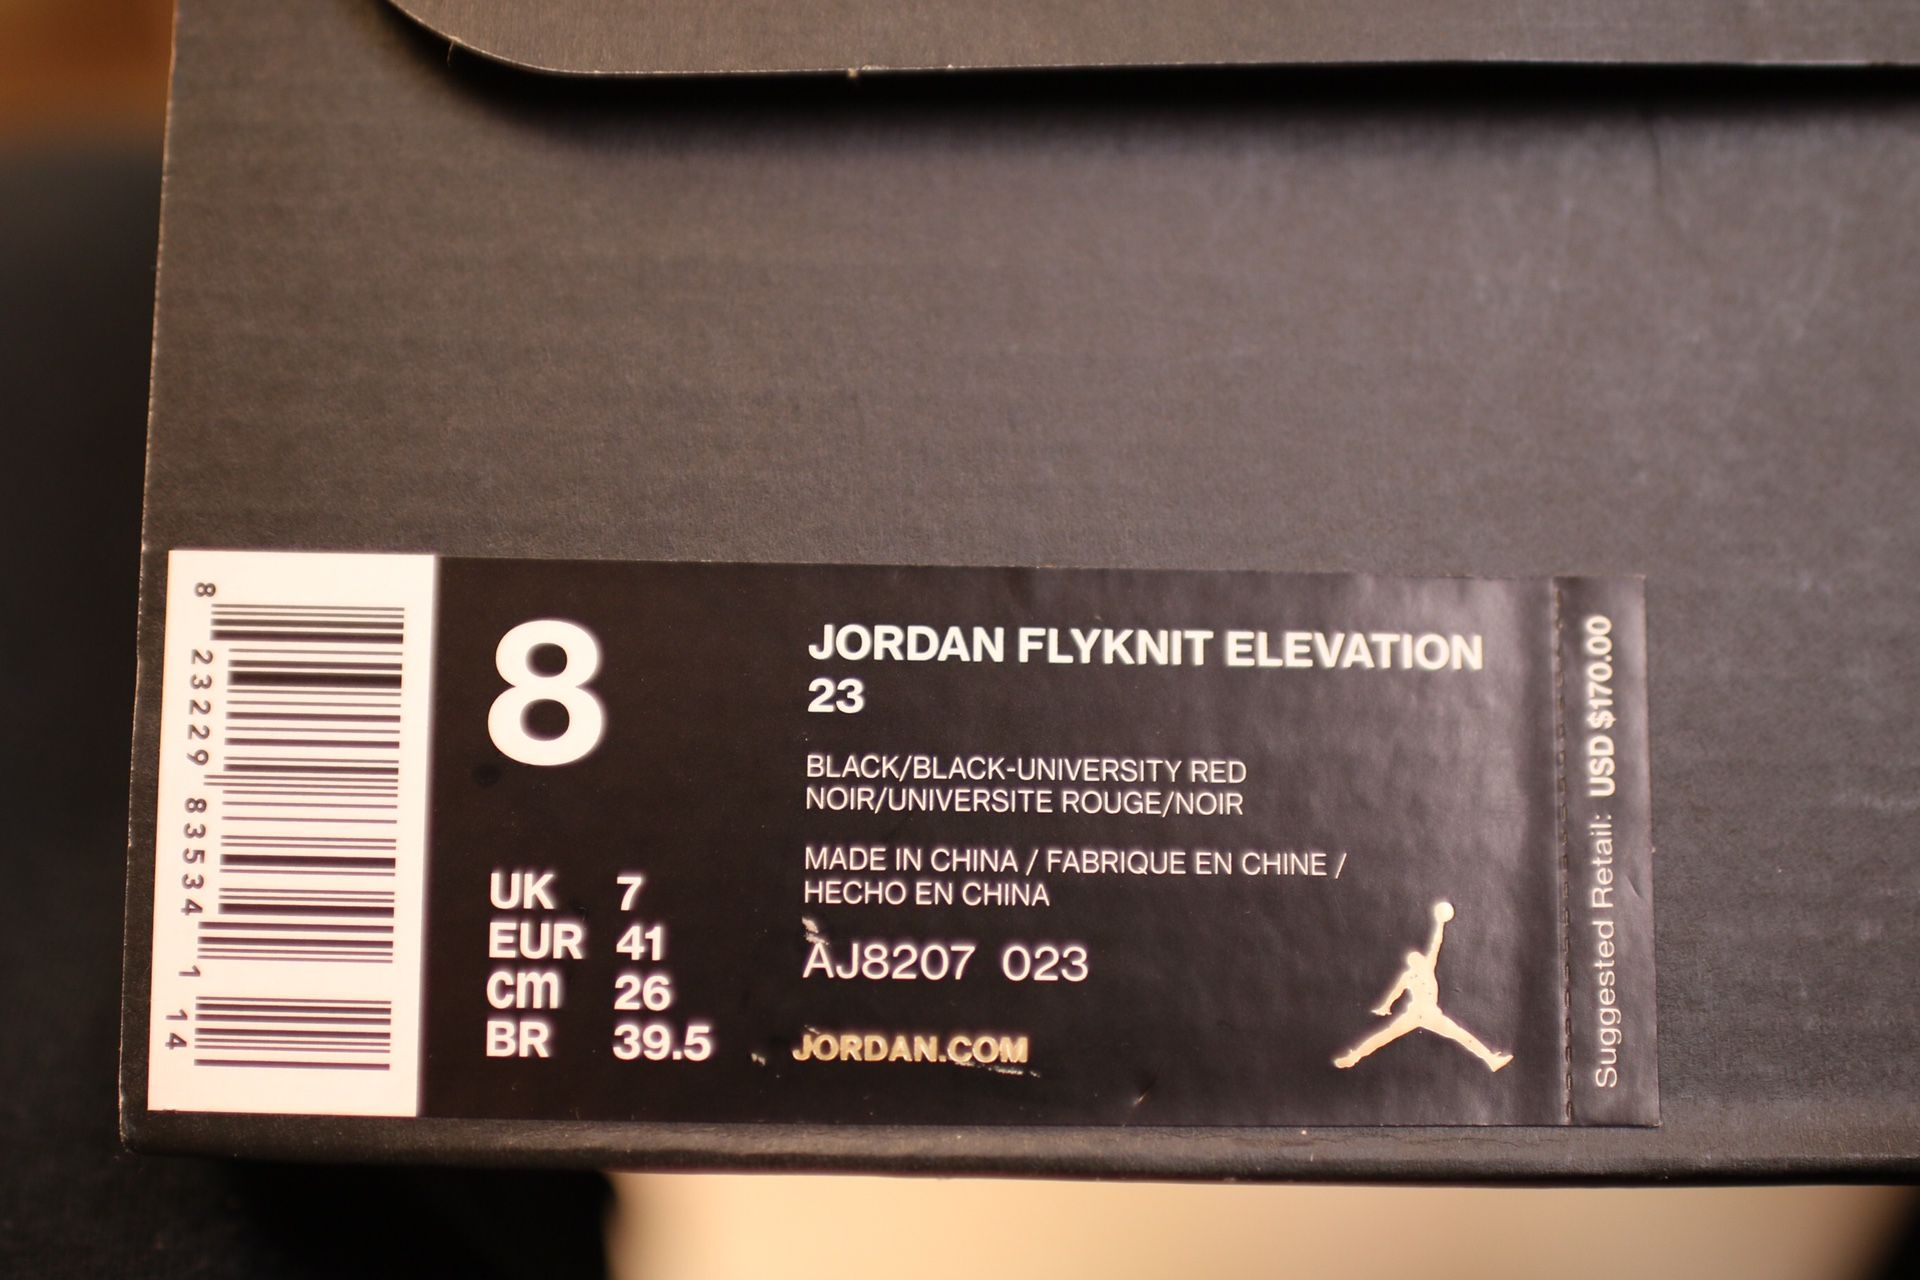 8 23229 83534 1 14
8
UK 7
EUR 41
cm 26
BR 39.5
JORDAN FLYKNIT ELEVATION
23
BLACK/BLACK-UNIVERSITY RED
NOIR/UNIVERSITE ROUGE/NOIR
MADE IN CHINA / FABRIQUE EN CHINE /
HECHO EN CHINA
AJ8207 023
JORDAN.COM
Suggested Retail: USD $170.00